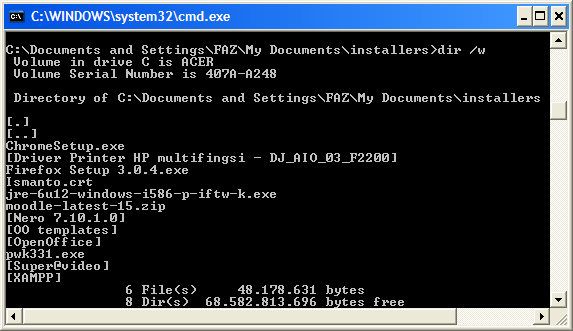 C:\WINDOWS\system32\cmd.exe
C:\Documents and Settings\FAZ\My Documents\installers>dir /w
Volume in drive C is ACER
Volume Serial Number is 407A-A248
Directory of C:\Documents and Settings\FAZ\My Documents\installers
[.]
[..]
ChromeSetup.exe
[Driver Printer HP multifingsi - DJ_AIO_03_F2200]
Firefox Setup 3.0.4.exe
Ismanto.crt
jre-6u12-windows-i586-p-iftw-k.exe
moodle-latest-15.zip
[Nero 7.10.1.0]
[OO templates]
[OpenOffice]
pwk331.exe
[Super@video]
[XAMPP]
6 File(s) 48.178.631 bytes
8 Dir(s) 68.582.813.696 bytes free